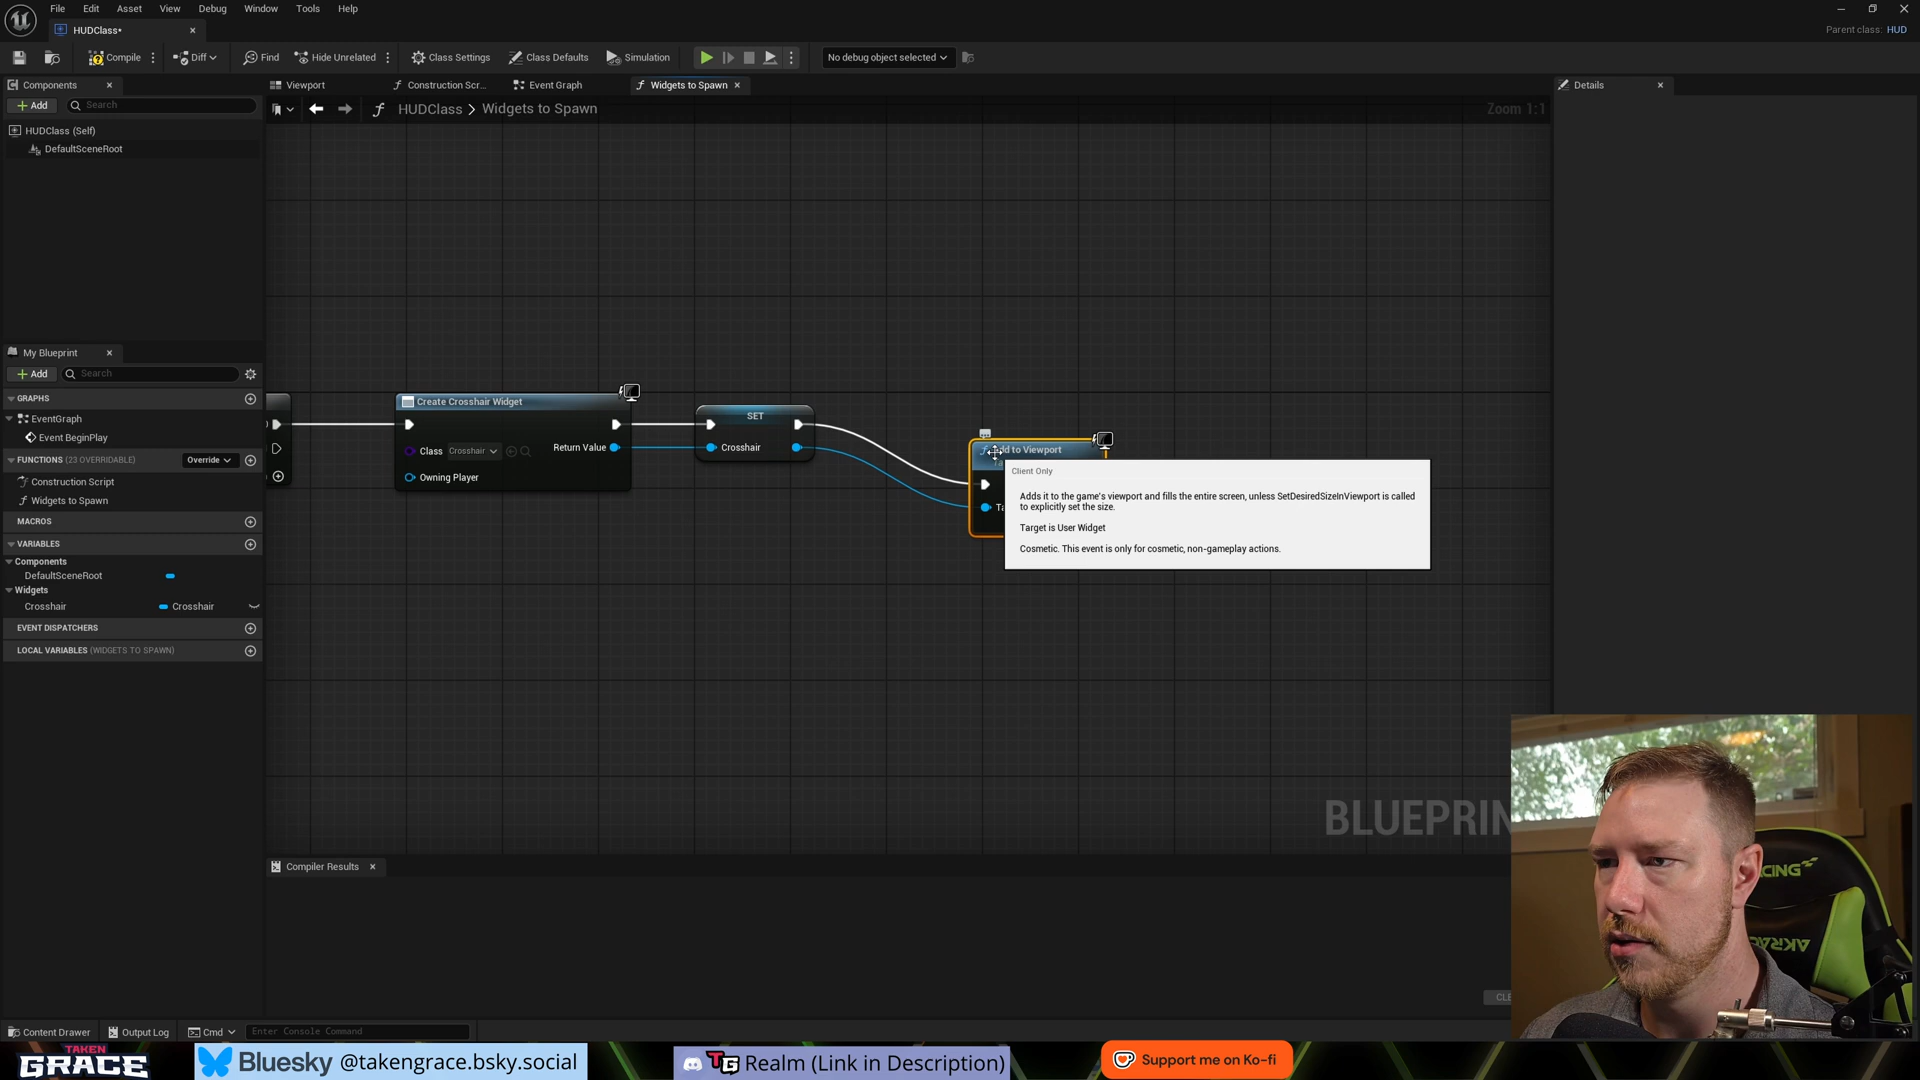 File Edit Asset View Debug Window Tools Help
HUDClass•
Parent class: HUD
Compile Diff Find Hide Unrelated Class Settings Class Defaults Simulation No debug object selected
Components
Viewport Construction Scr... Event Graph Widgets to Spawn
Details
Add Search
HUDClass > Widgets to Spawn
Zoom 1:1
HUDClass (Self)
DefaultSceneRoot
My Blueprint
Add Search
GRAPHS
EventGraph
Event BeginPlay
FUNCTIONS (23 OVERRIDABLE) Override
Construction Script
Widgets to Spawn
MACROS
VARIABLES
Components
DefaultSceneRoot
Widgets
Crosshair Crosshair
EVENT DISPATCHERS
LOCAL VARIABLES (WIDGETS TO SPAWN)
Create Crosshair Widget
Class Crosshair
Return Value
Owning Player
SET
Crosshair
to Viewport
Client Only
Adds it to the game's viewport and fills the entire screen, unless SetDesiredSizeInViewport is called
to explicitly set the size.
Target is User Widget
Cosmetic. This event is only for cosmetic, non-gameplay actions.
BLUEPRIN
Compiler Results
CLE
Content Drawer Output Log Cmd Enter Console Command
TAKEN
GRACE
Bluesky @takengrace.bsky.social
TG Realm (Link in Description)
Support me on Ko-fi
CING
AKRACING